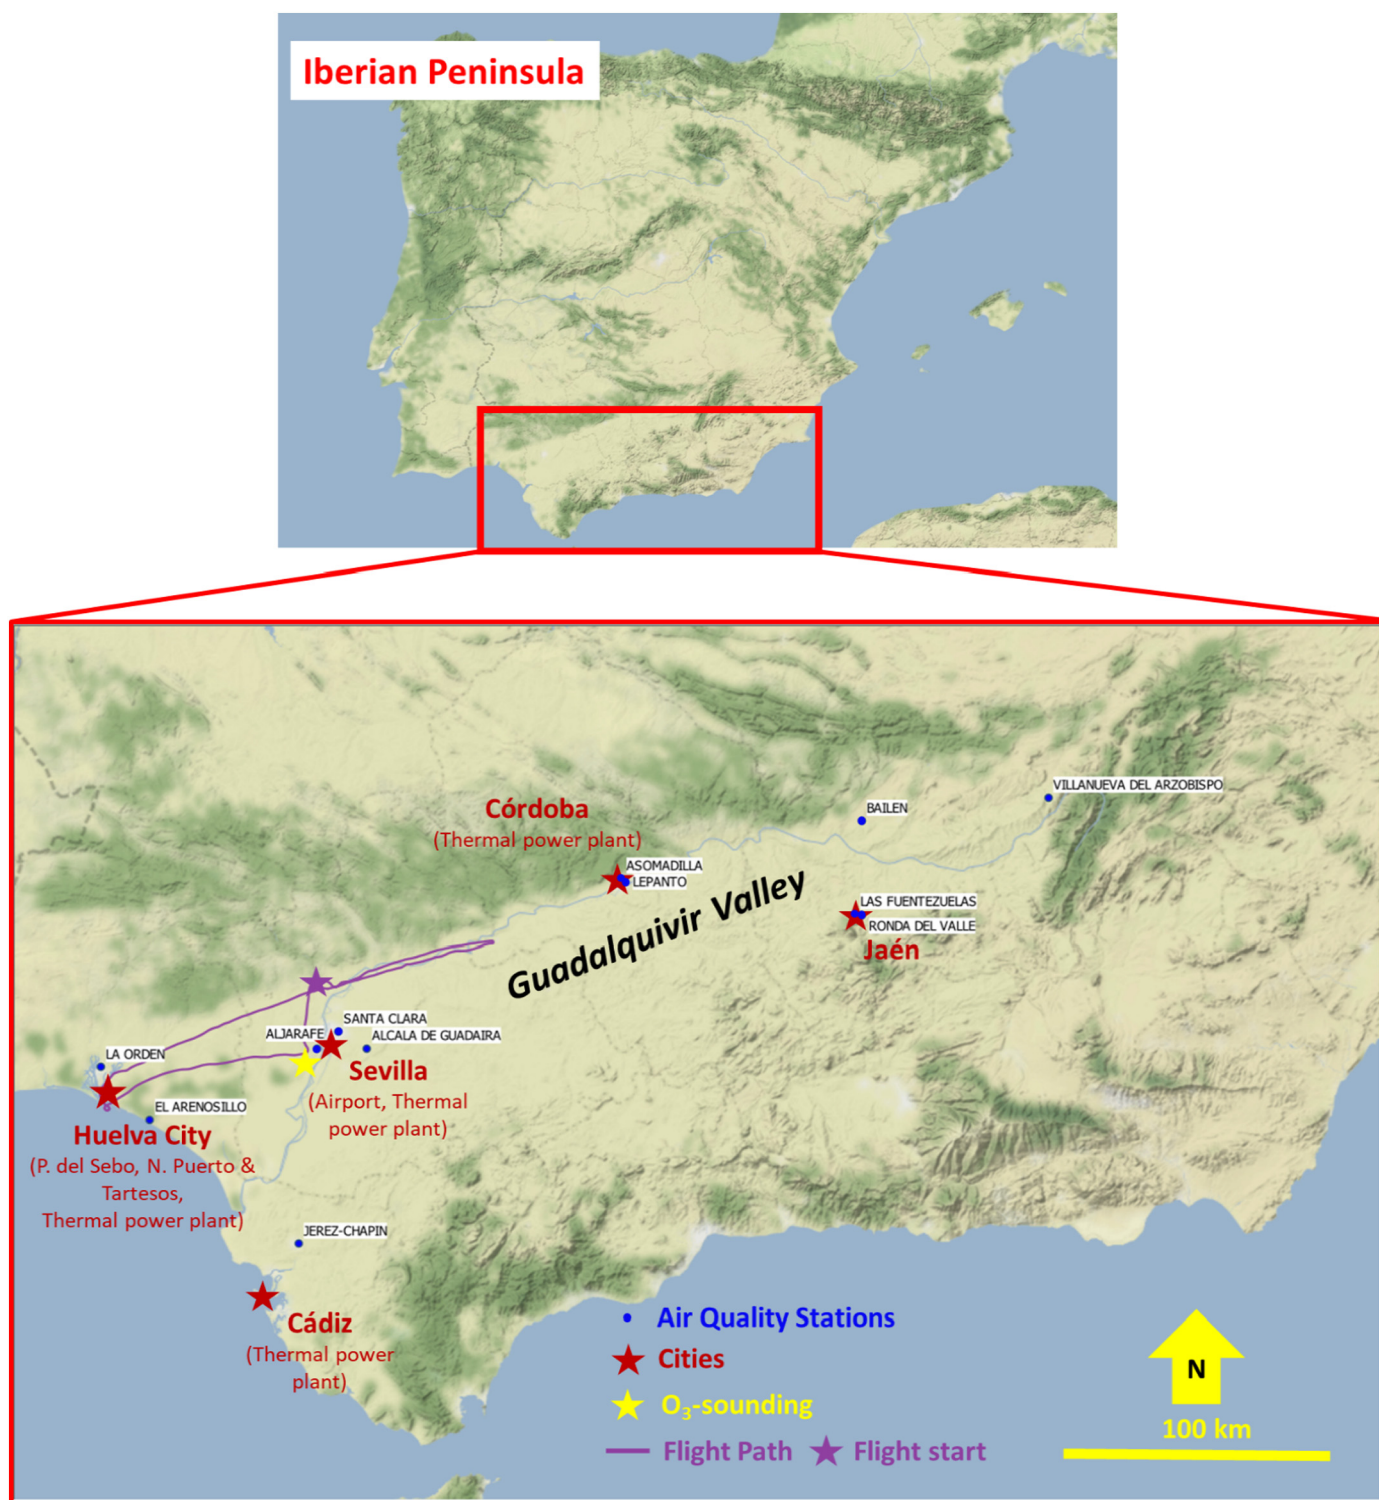 Iberian Peninsula
VILLANUEVA DEL ARZOBISPO
BAILEN
Córdoba
(Thermal power plant)
ASOMADILLA
LEPANTO
Guadalquivir Valley
LAS FUENTEZUELAS
RONDA DEL VALLE
Jaén
SANTA CLARA
ALJARAFE
ALCALA DE GUADAIRA
LA ORDEN
Sevilla
(Airport, Thermal
power plant)
EL ARENOSILLO
Huelva City
(P. del Sebo, N. Puerto &
Tartesos,
Thermal power plant)
JEREZ-CHAPIN
Cádiz
(Thermal power
plant)
Air Quality Stations
Cities
O₃-sounding
Flight Path
Flight start
N
100 km